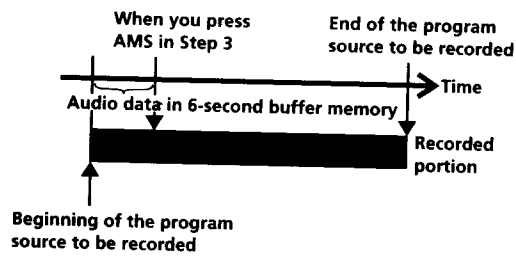 When you press
AMS in Step 3
End of the program
source to be recorded
Time
Audio data in 6-second buffer memory
Recorded
portion
Beginning of the program
source to be recorded